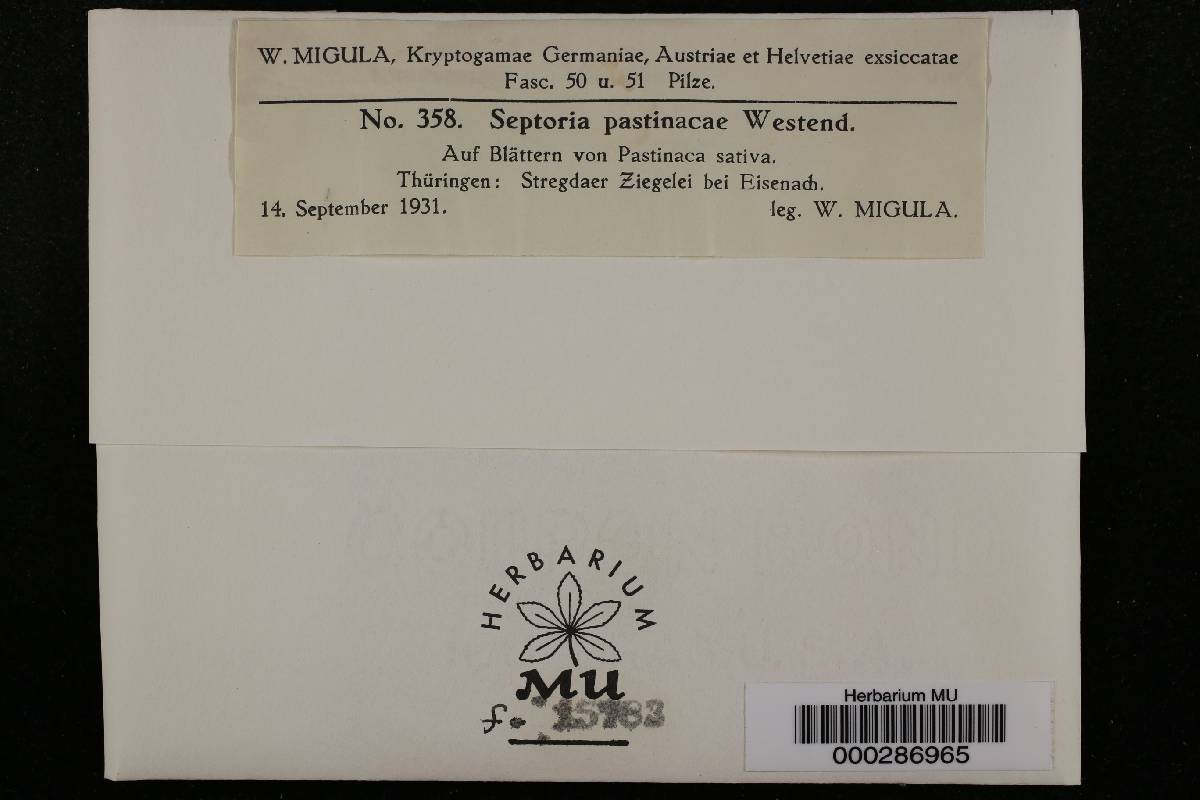 W. MIGULA, Kryptogamae Germaniae, Austriae et Helvetiae exsiccatae
Fasc. 50 u. 51 Pilze.
No. 358. Septoria pastinacae Westend.
Auf Blättern von Pastinaca sativa.
Thüringen: Stregdaer Ziegelei bei Eisenach.
14. September 1931. leg. W. MIGULA.
HERBARIUM
MU
f.
Herbarium MU
000286965